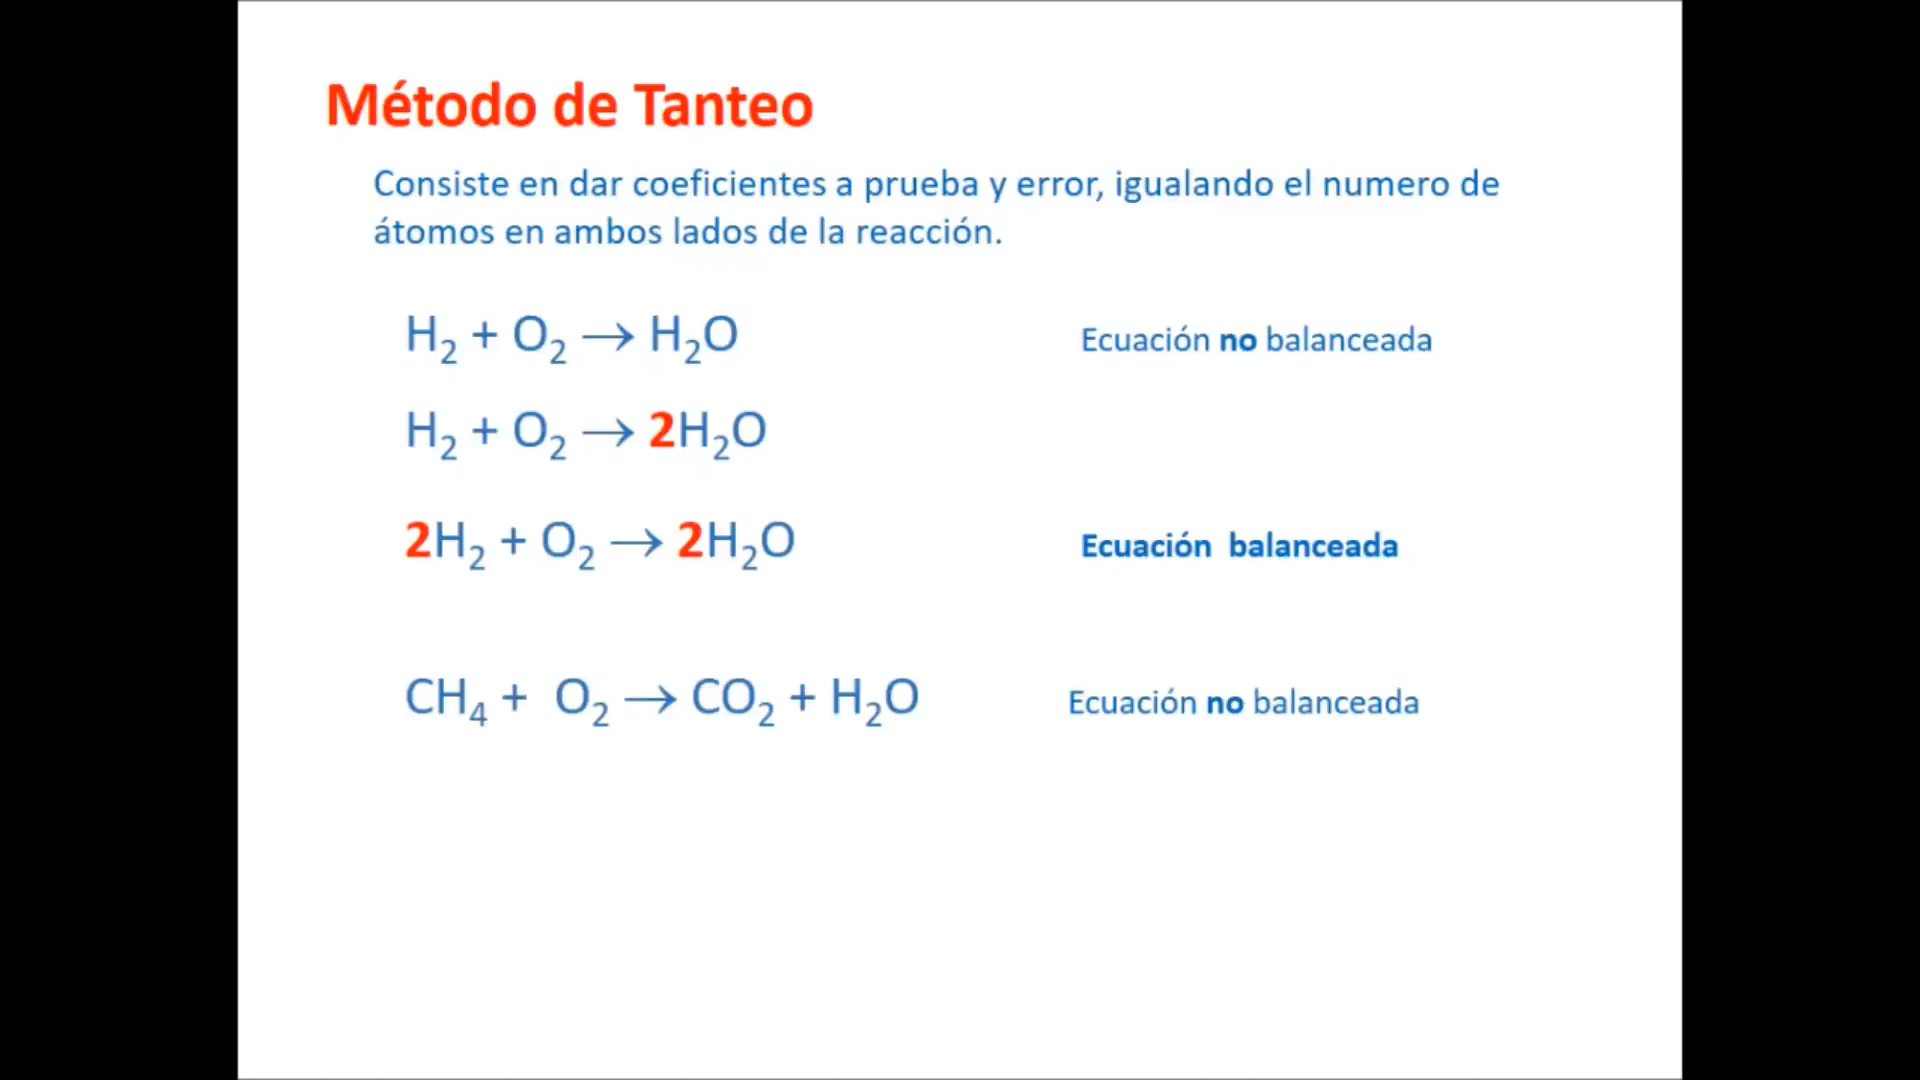 Método de Tanteo
Consiste en dar coeficientes a prueba y error, igualando el numero de
átomos en ambos lados de la reacción.
H₂ + O₂ → H₂O Ecuación no balanceada
H₂ + O₂ → 2H₂O
2H₂ + O₂ → 2H₂O Ecuación balanceada
CH₄ + O₂ → CO₂ + H₂O Ecuación no balanceada